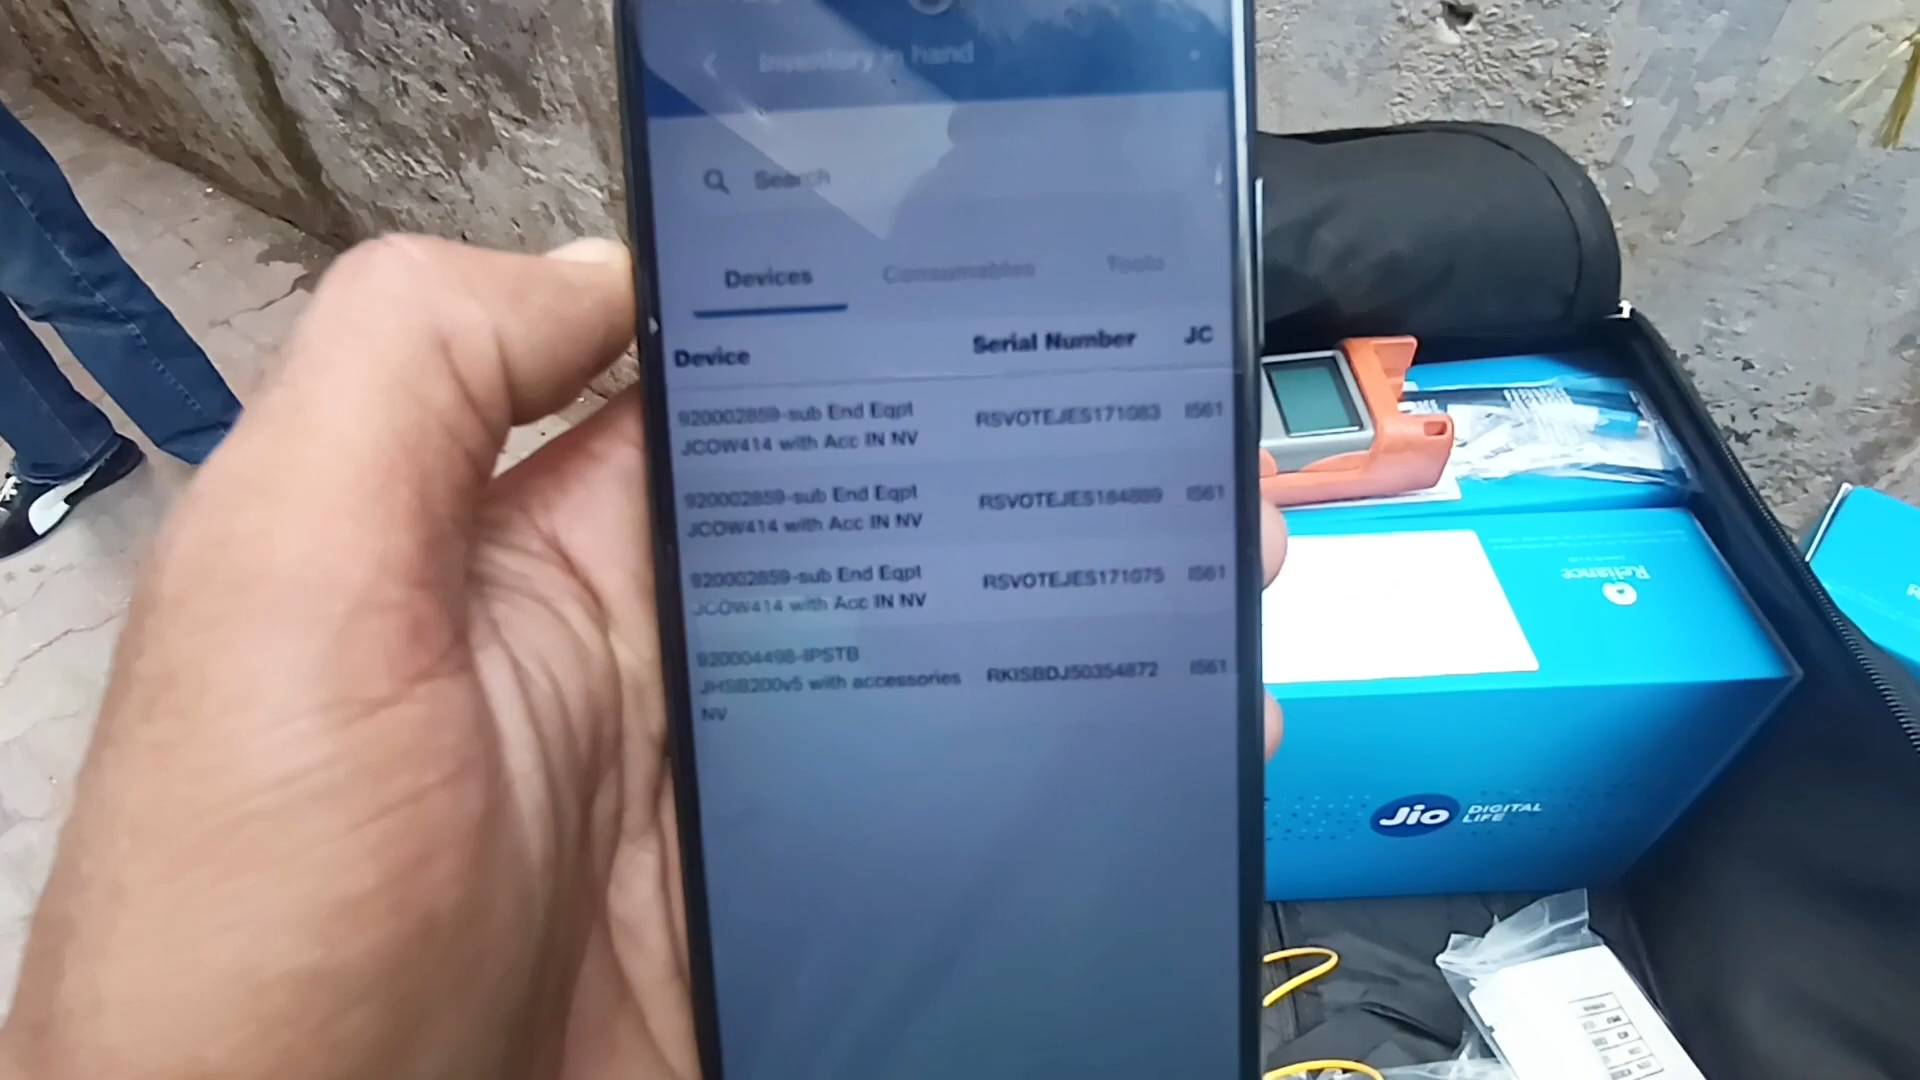 Inventory in hand
Search
Devices Consumables Tools
Device Serial Number JC
920002859-sub End Eqpt
JCOW414 with Acc IN NV
RSVOTEJES171083 I561
920002859-sub End Eqpt
JCOW414 with Acc IN NV
RSVOTEJES184889 I561
920002859-sub End Eqpt
JCOW414 with Acc IN NV
RSVOTEJES171075 I561
920004498-IPSTB
JHSB200v5 with accessories
NV
RKISBDJ50354872 I561
Reliance
Jio DIGITAL
LIFE